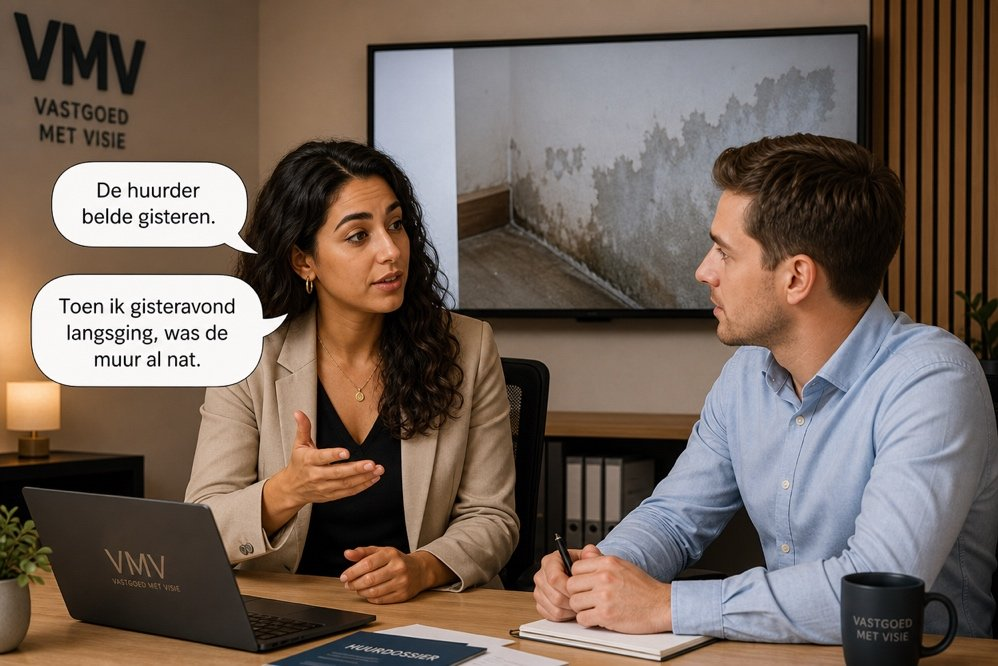 VMV
VASTGOED
MET VISIE
De huurder
belde gisteren.
Toen ik gisteravond
langsging, was de
muur al nat.
VMV
VASTGOED MET VISIE
HUURDOSSIER
VASTGOED
MET VISIE